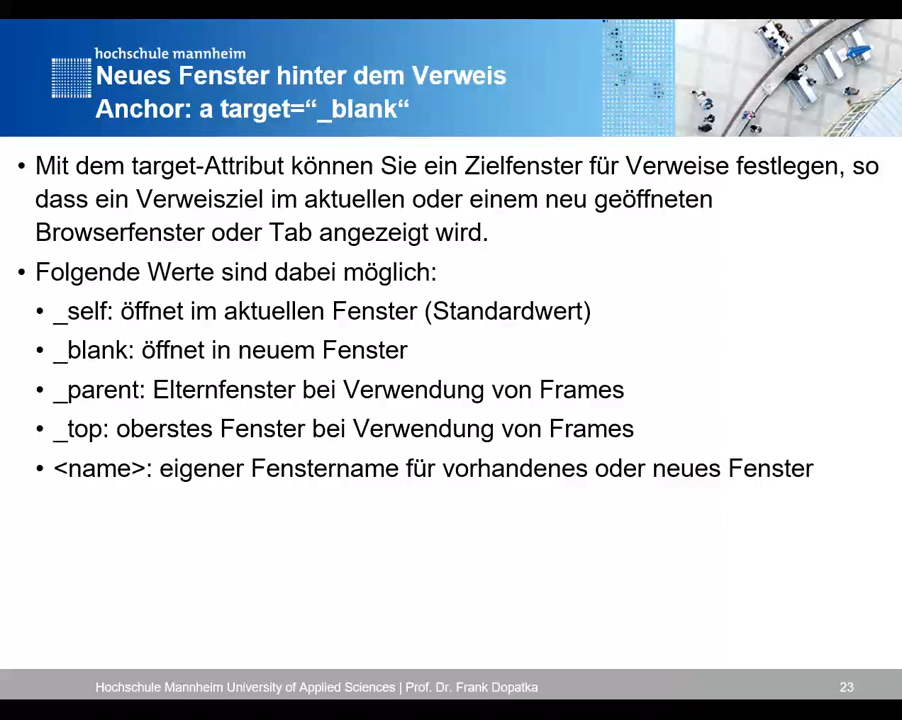 hochschule mannheim
Neues Fenster hinter dem Verweis
Anchor: a target=“_blank“
• Mit dem target-Attribut können Sie ein Zielfenster für Verweise festlegen, so
dass ein Verweisziel im aktuellen oder einem neu geöffneten
Browserfenster oder Tab angezeigt wird.
• Folgende Werte sind dabei möglich:
• _self: öffnet im aktuellen Fenster (Standardwert)
• _blank: öffnet in neuem Fenster
• _parent: Elternfenster bei Verwendung von Frames
• _top: oberstes Fenster bei Verwendung von Frames
• <name>: eigener Fenstername für vorhandenes oder neues Fenster
Hochschule Mannheim University of Applied Sciences | Prof. Dr. Frank Dopatka
23